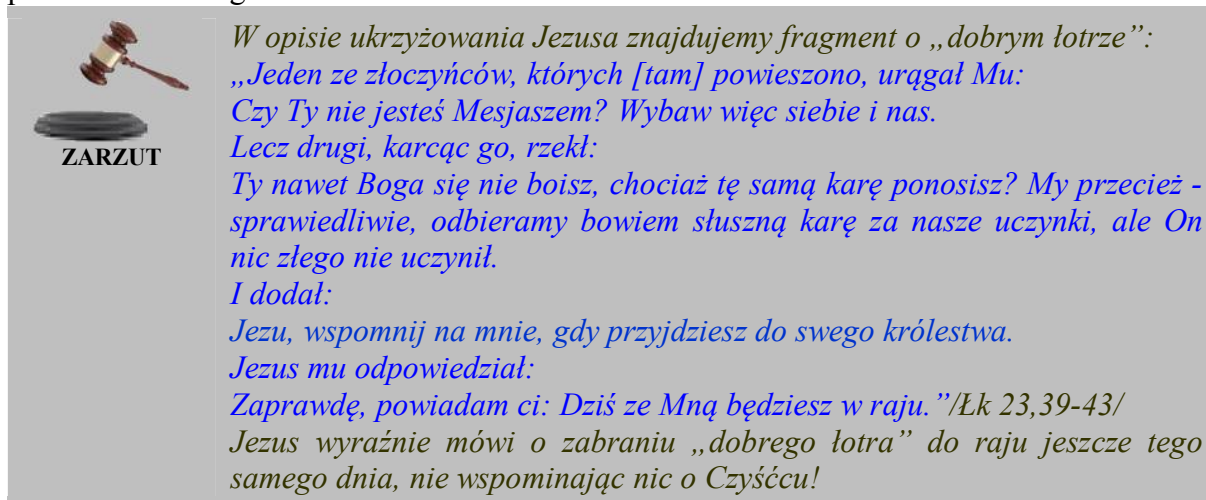 W opisie ukrzyżowania Jezusa znajdujemy fragment o „dobrym łotrze”:
„Jeden ze złoczyńców, których [tam] powieszono, urągał Mu:
Czy Ty nie jesteś Mesjaszem? Wybaw więc siebie i nas.
Lecz drugi, karcąc go, rzekł:
ZARZUT
Ty nawet Boga się nie boisz, chociaż tę samą karę ponosisz? My przecież -
sprawiedliwie, odbieramy bowiem słuszną karę za nasze uczynki, ale On
nic złego nie uczynił.
I dodał:
Jezu, wspomnij na mnie, gdy przyjdziesz do swego królestwa.
Jezus mu odpowiedział:
Zaprawdę, powiadam ci: Dziś ze Mną będziesz w raju.”/Łk 23,39-43/
Jezus wyraźnie mówi o zabraniu „dobrego łotra” do raju jeszcze tego
samego dnia, nie wspominając nic o Czyśćcu!